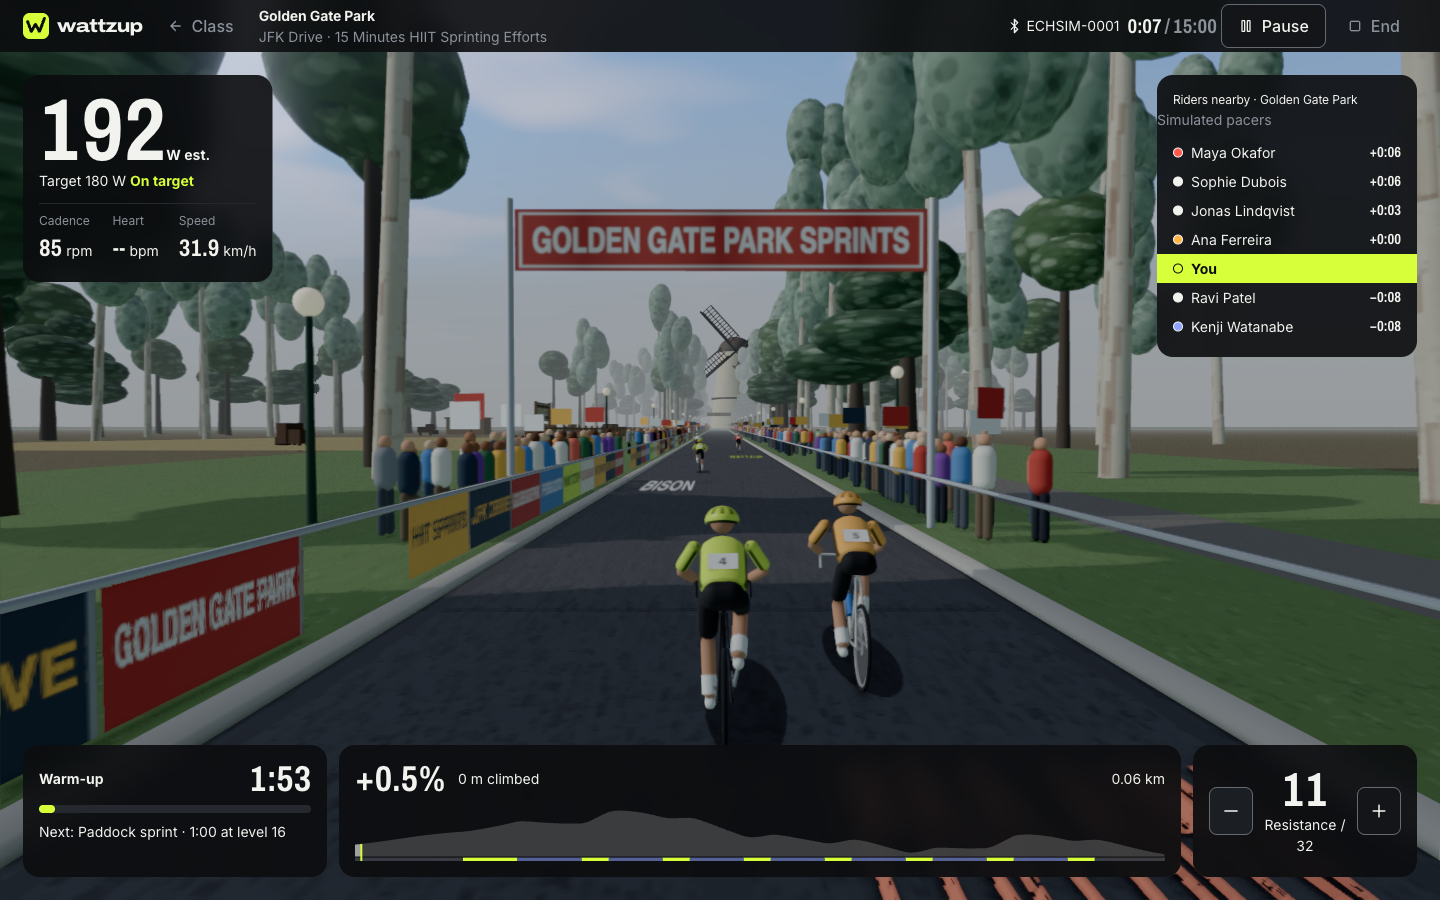 wattzup
Class
Golden Gate Park
JFK Drive · 15 Minutes HIIT Sprinting Efforts
ECHSIM-0001 0:07 / 15:00
Pause
End
192 W est.
Target 180 W On target
Cadence Heart Speed
85 rpm -- bpm 31.9 km/h
Riders nearby · Golden Gate Park
Simulated pacers
Maya Okafor +0:06
Sophie Dubois +0:06
Jonas Lindqvist +0:03
Ana Ferreira +0:00
You
Ravi Patel −0:08
Kenji Watanabe −0:08
GOLDEN GATE PARK SPRINTS
BISON
HIIT SPRINTS
4
5
GOLDEN GATE PARK
VE
Warm-up 1:53
Next: Paddock sprint · 1:00 at level 16
+0.5% 0 m climbed 0.06 km
11
Resistance /
32